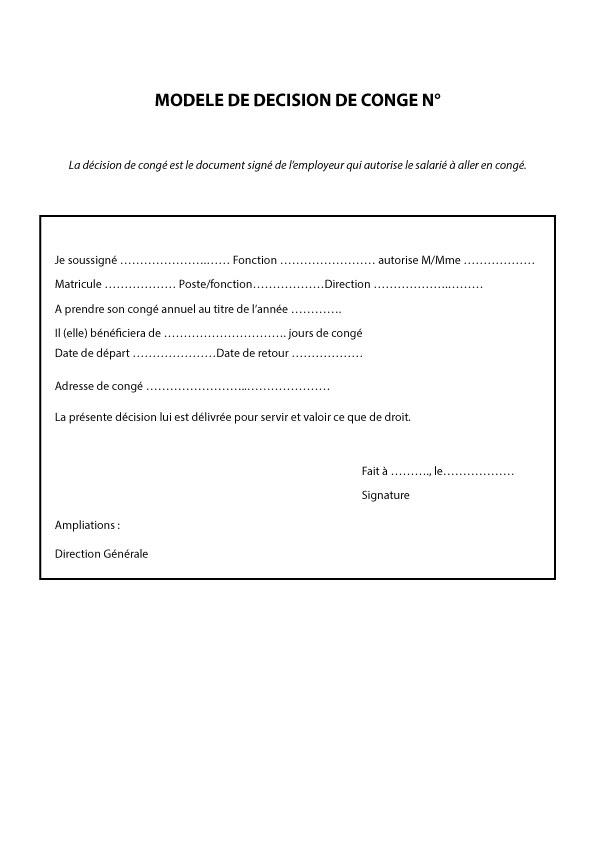 MODELE DE DECISION DE CONGE N°
La décision de congé est le document signé de l’employeur qui autorise le salarié à aller en congé.
Je soussigné ………………….…… Fonction …………………… autorise M/Mme ………………
Matricule ……………… Poste/fonction………………Direction ………………..………
A prendre son congé annuel au titre de l’année ………….
Il (elle) bénéficiera de …………………………. jours de congé
Date de départ …………………Date de retour ………………
Adresse de congé ……………………..…………………
La présente décision lui est délivrée pour servir et valoir ce que de droit.
Fait à ………., le………………
Signature
Ampliations :
Direction Générale